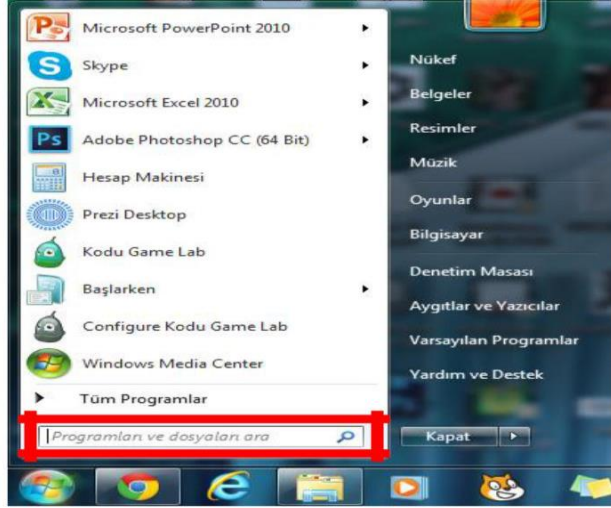 Microsoft PowerPoint 2010
Skype
Microsoft Excel 2010
Adobe Photoshop CC (64 Bit)
Hesap Makinesi
Prezi Desktop
Kodu Game Lab
Başlarken
Configure Kodu Game Lab
Windows Media Center
Tüm Programlar
Programları ve dosyaları ara
Nükef
Belgeler
Resimler
Müzik
Oyunlar
Bilgisayar
Denetim Masası
Aygıtlar ve Yazıcılar
Varsayılan Programlar
Yardım ve Destek
Kapat